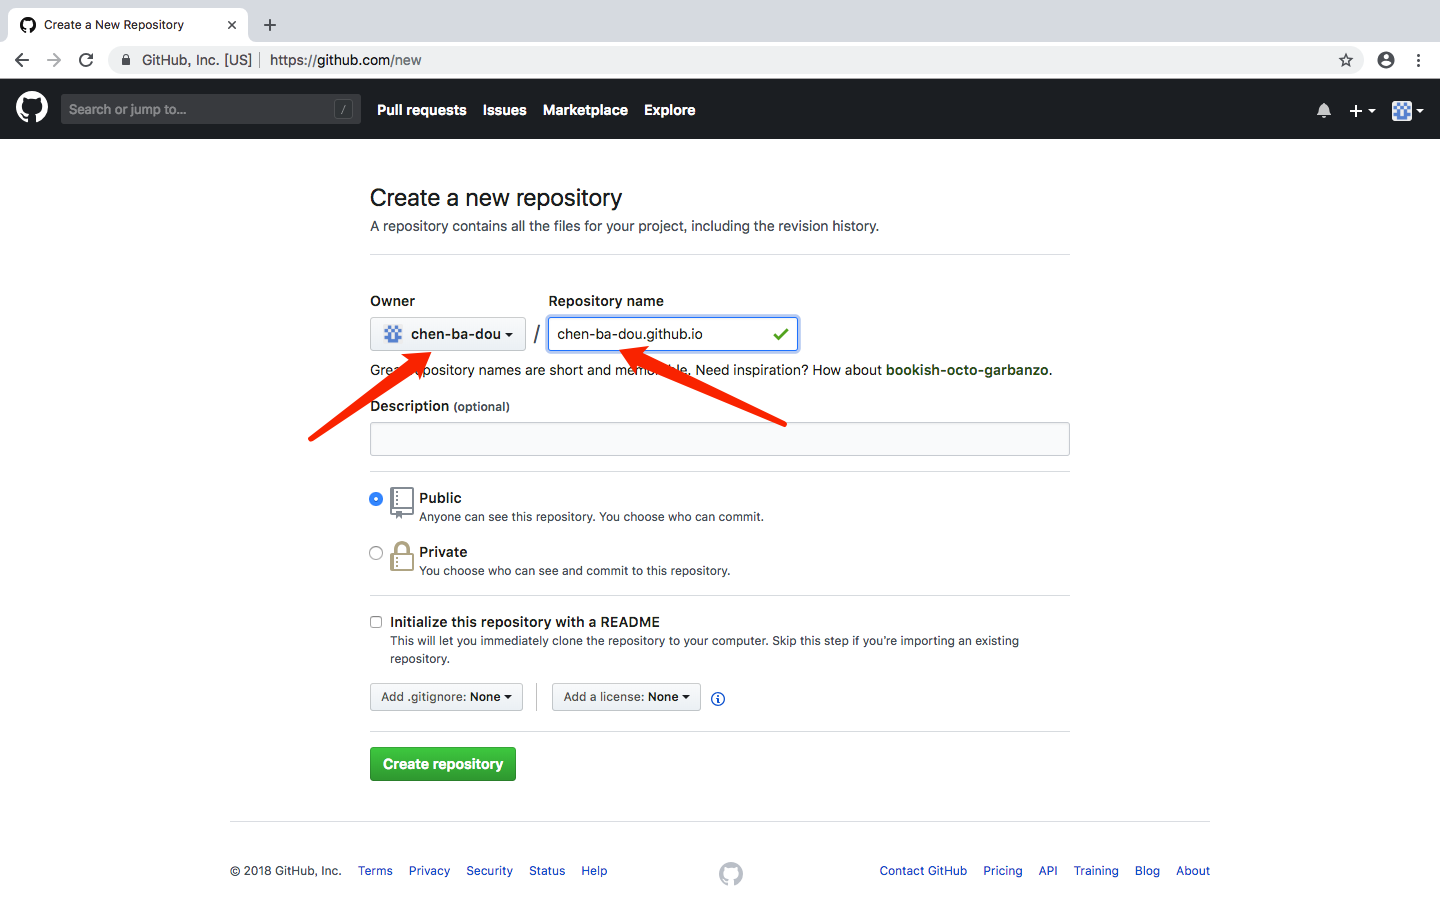 Create a New Repository
GitHub, Inc. [US] | https://github.com/new
Search or jump to... /
Pull requests Issues Marketplace Explore
Create a new repository
A repository contains all the files for your project, including the revision history.
Owner Repository name
chen-ba-dou / chen-ba-dou.github.io
Great repository names are short and memorable. Need inspiration? How about bookish-octo-garbanzo.
Description (optional)
Public
Anyone can see this repository. You choose who can commit.
Private
You choose who can see and commit to this repository.
Initialize this repository with a README
This will let you immediately clone the repository to your computer. Skip this step if you're importing an existing
repository.
Add .gitignore: None Add a license: None
Create repository
© 2018 GitHub, Inc. Terms Privacy Security Status Help Contact GitHub Pricing API Training Blog About